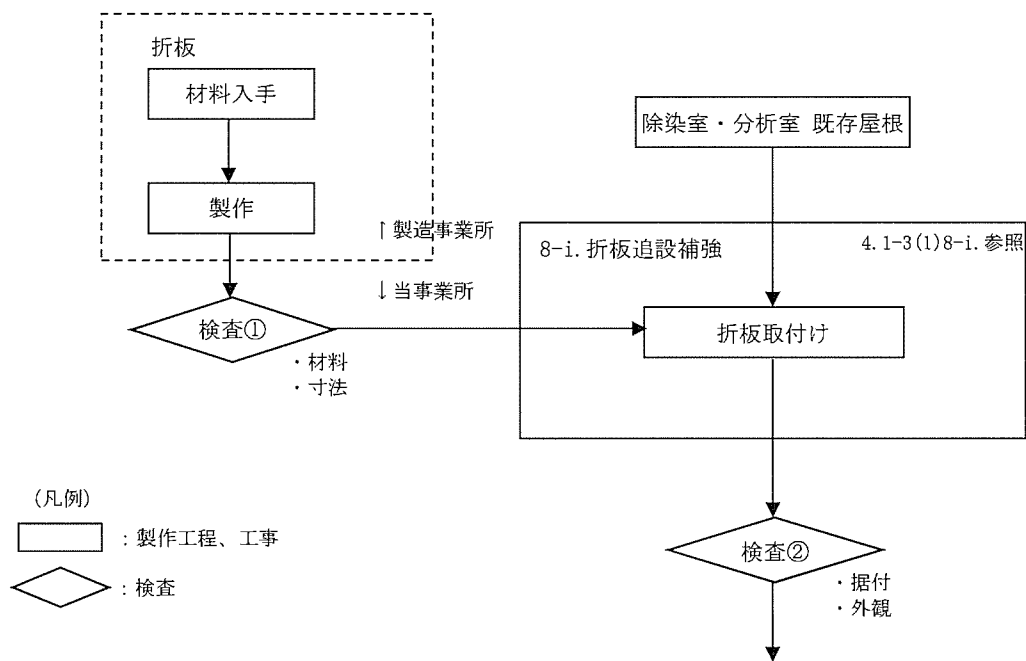 折板
材料入手
製作
↑製造事業所
↓当事業所
検査①
・材料
・寸法
除染室・分析室 既存屋根
8-i.折板追設補強
4.1-3(1)8-i.参照
折板取付け
検査②
・据付
・外観
(凡例)
：製作工程、工事
：検査